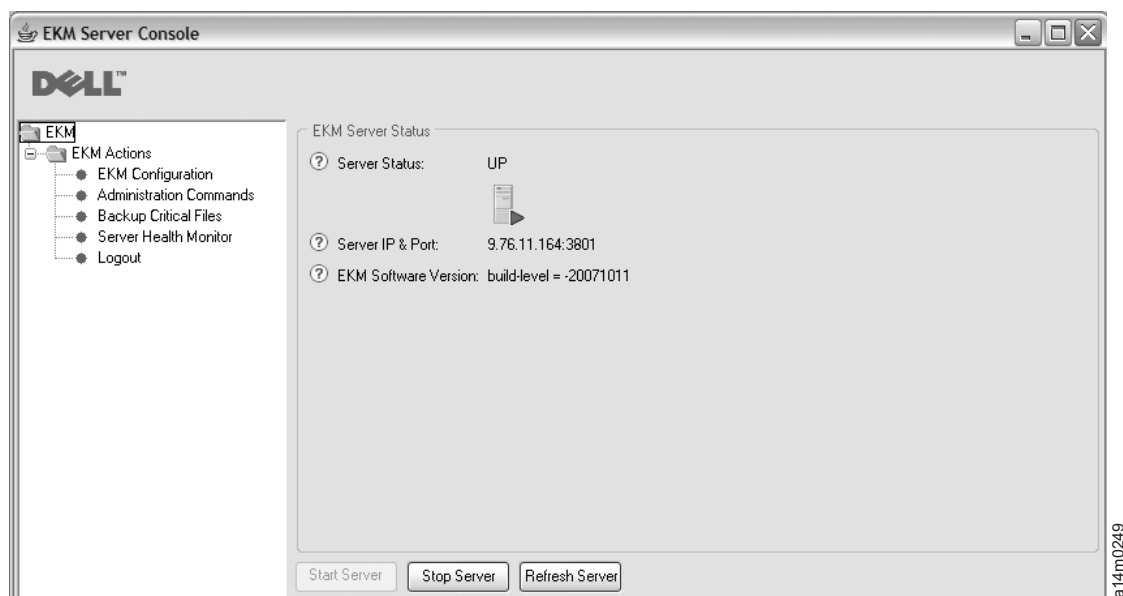 EKM Server Console
DELL™
EKM
EKM Actions
EKM Configuration
Administration Commands
Backup Critical Files
Server Health Monitor
Logout
EKM Server Status
? Server Status: UP
? Server IP & Port: 9.76.11.164:3801
? EKM Software Version: build-level = -20071011
Start Server
Stop Server
Refresh Server
a14m0249